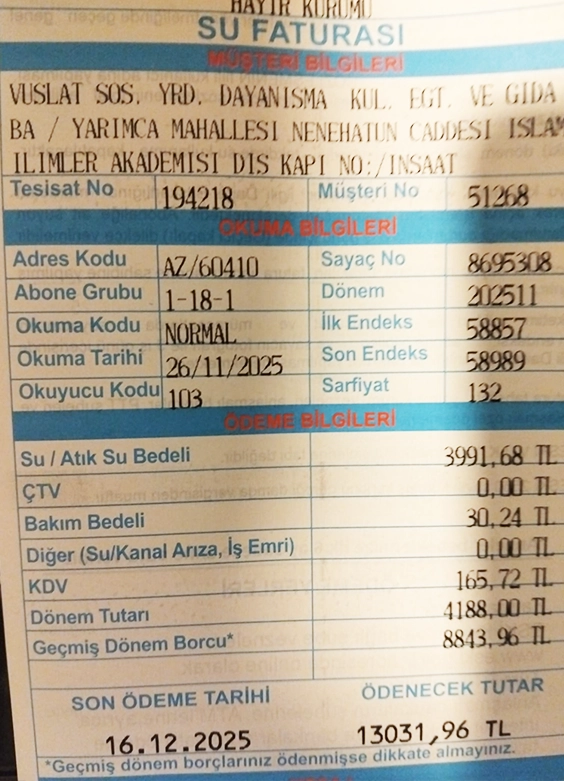 HAYIR KURUMU
SU FATURASI
MÜŞTERİ BİLGİLERİ
VUSLAT SOS. YRD. DAYANISMA KUL. EGT. VE GIDA
BA / YARIMCA MAHALLESI NENEHATUN CADDESI ISLAM
ILIMLER AKADEMISI DIS KAPI NO:/INSAAT
Tesisat No 194218 Müşteri No 51268
OKUMA BİLGİLERİ
Adres Kodu AZ/60410 Sayaç No 8695308
Abone Grubu 1-18-1 Dönem 202511
Okuma Kodu NORMAL İlk Endeks 58857
Okuma Tarihi 26/11/2025 Son Endeks 58989
Okuyucu Kodu 103 Sarfiyat 132
ÖDEME BİLGİLERİ
Su / Atık Su Bedeli 3991,68 TL
ÇTV 0,00 TL
Bakım Bedeli 30,24 TL
Diğer (Su/Kanal Arıza, İş Emri) 0,00 TL
KDV 165,72 TL
Dönem Tutarı 4188,00 TL
Geçmiş Dönem Borcu* 8843,96 TL
SON ÖDEME TARİHİ ÖDENECEK TUTAR
16.12.2025 13031,96 TL
*Geçmiş dönem borçlarınız ödenmişse dikkate almayınız.